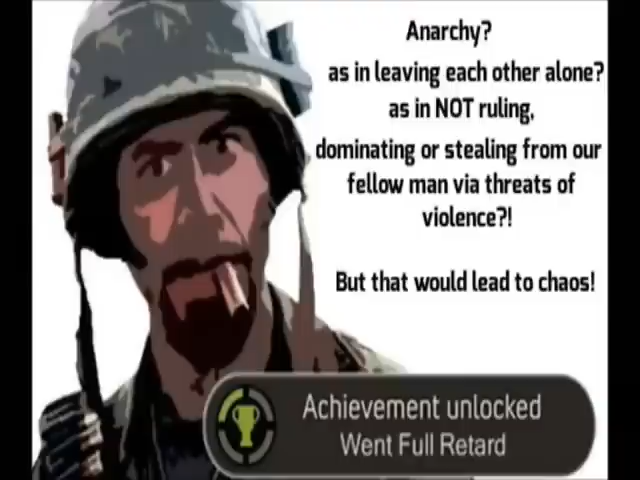 Anarchy?
as in leaving each other alone?
as in NOT ruling,
dominating or stealing from our
fellow man via threats of
violence?!
But that would lead to chaos!
Achievement unlocked
Went Full Retard